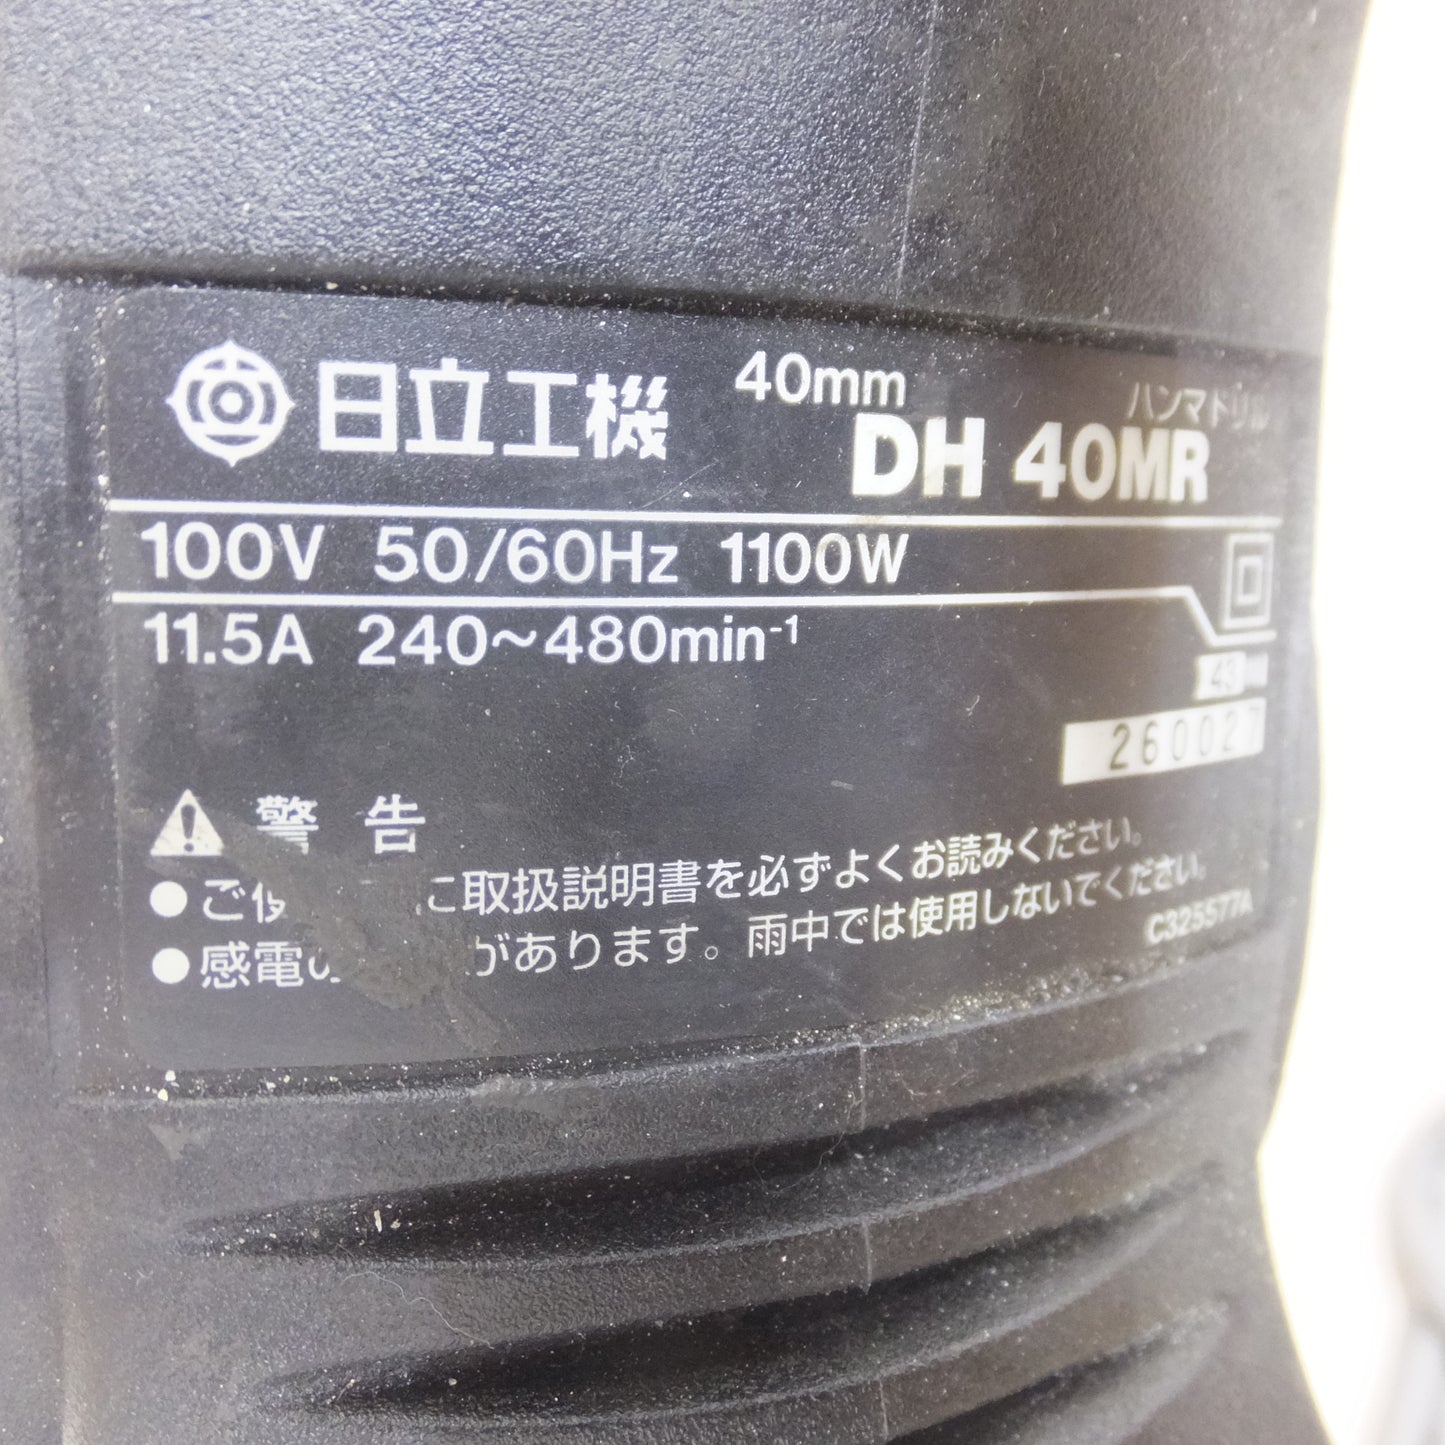 日立工機 40mm ハンマドリル
DH 40MR
100V 50/60Hz 1100W
11.5A 240~480min⁻¹
43
260027
警告
●ご使 に取扱説明書を必ずよくお読みください。
●感電の があります。雨中では使用しないでください。
C325577A